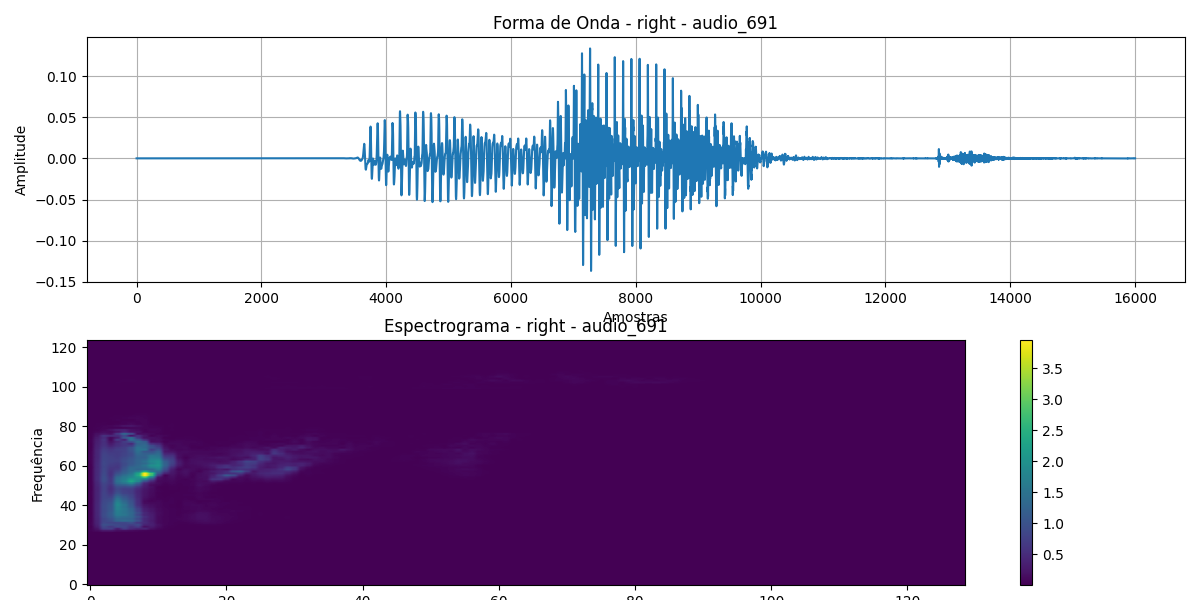 Forma de Onda - right - audio_691
Amplitude
0.10
0.05
0.00
−0.05
−0.10
−0.15
0 2000 4000 6000 8000 10000 12000 14000 16000
Amostras
Espectrograma - right - audio_691
Frequência
120
100
80
60
40
20
0
0 20 40 60 80 100 120
3.5
3.0
2.5
2.0
1.5
1.0
0.5